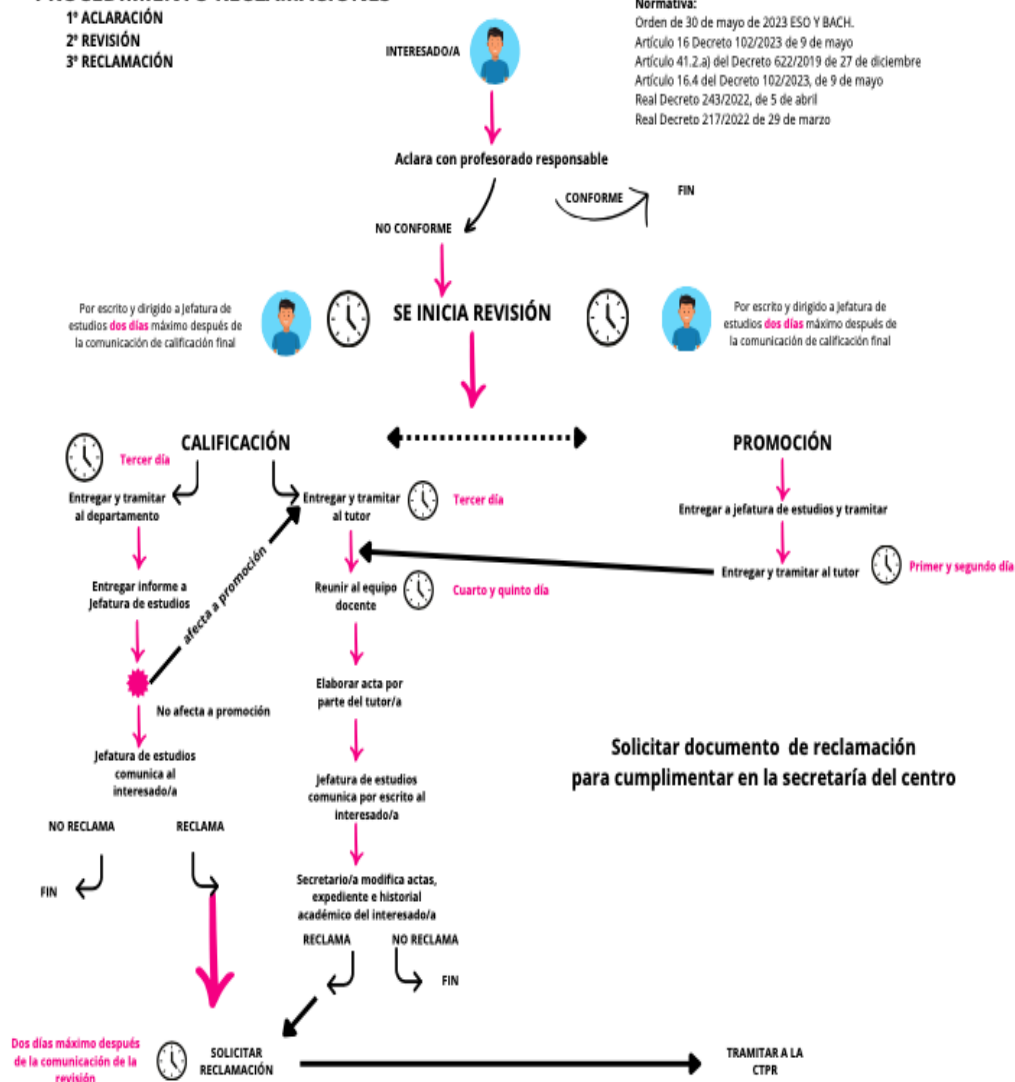 PROCEDIMIENTO RECLAMACIONES
1º ACLARACIÓN
2º REVISIÓN
3º RECLAMACIÓN
Normativa:
Orden de 30 de mayo de 2023 ESO Y BACH.
Artículo 16 Decreto 102/2023 de 9 de mayo
Artículo 41.2.a) del Decreto 622/2019 de 27 de diciembre
Artículo 16.4 del Decreto 102/2023, de 9 de mayo
Real Decreto 243/2022, de 5 de abril
Real Decreto 217/2022 de 29 de marzo
INTERESADO/A
Aclara con profesorado responsable
CONFORME
FIN
NO CONFORME
Por escrito y dirigido a Jefatura de
estudios dos días máximo después de
la comunicación de calificación final
SE INICIA REVISIÓN
Por escrito y dirigido a Jefatura de
estudios dos días máximo después de
la comunicación de calificación final
CALIFICACIÓN
PROMOCIÓN
Tercer día
Entregar y tramitar
al departamento
Entregar y tramitar
al tutor
Tercer día
Entregar a jefatura de estudios y tramitar
Entregar y tramitar al tutor
Primer y segundo día
Entregar informe a
Jefatura de estudios
afecta a promoción
Reunir al equipo
docente
Cuarto y quinto día
No afecta a promoción
Elaborar acta por
parte del tutor/a
Jefatura de estudios
comunica al
interesado/a
Jefatura de estudios
comunica por escrito al
interesado/a
Solicitar documento de reclamación
para cumplimentar en la secretaría del centro
NO RECLAMA
RECLAMA
FIN
Secretario/a modifica actas,
expediente e historial
académico del interesado/a
RECLAMA
NO RECLAMA
FIN
Dos días máximo después
de la comunicación de la
revisión
SOLICITAR
RECLAMACIÓN
TRAMITAR A LA
CTPR